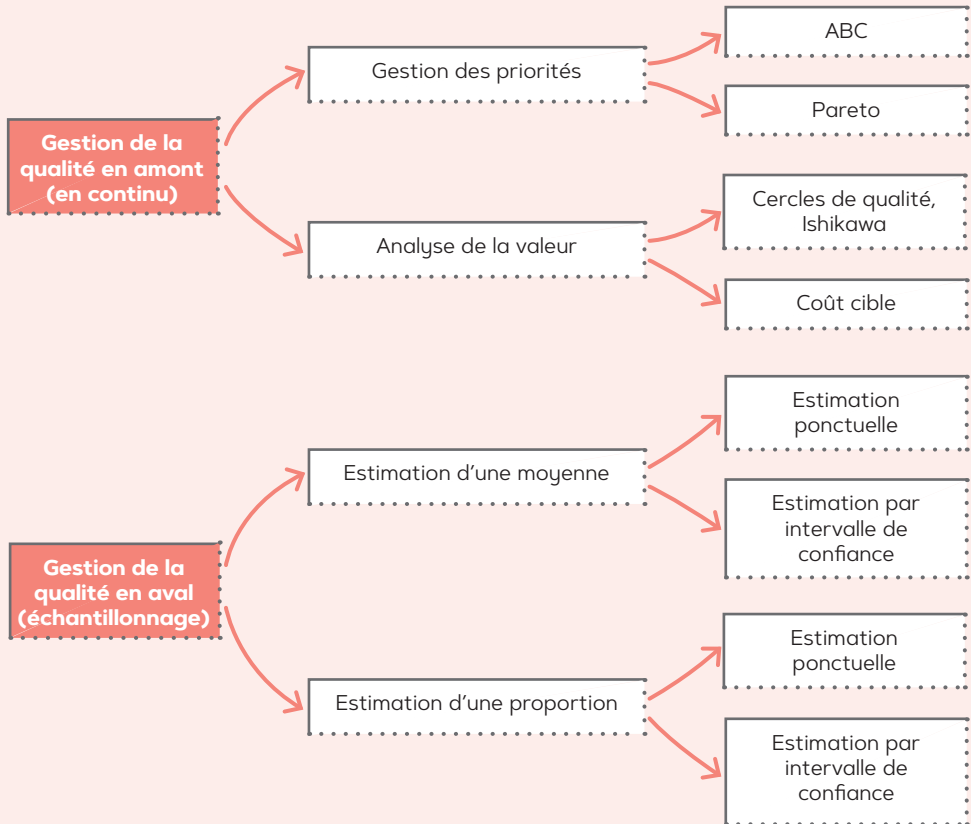 Gestion de la
qualité en amont
(en continu)
Gestion des priorités
ABC
Pareto
Analyse de la valeur
Cercles de qualité,
Ishikawa
Coût cible
Gestion de la
qualité en aval
(échantillonnage)
Estimation d’une moyenne
Estimation
ponctuelle
Estimation par
intervalle de
confiance
Estimation d’une proportion
Estimation
ponctuelle
Estimation par
intervalle de
confiance